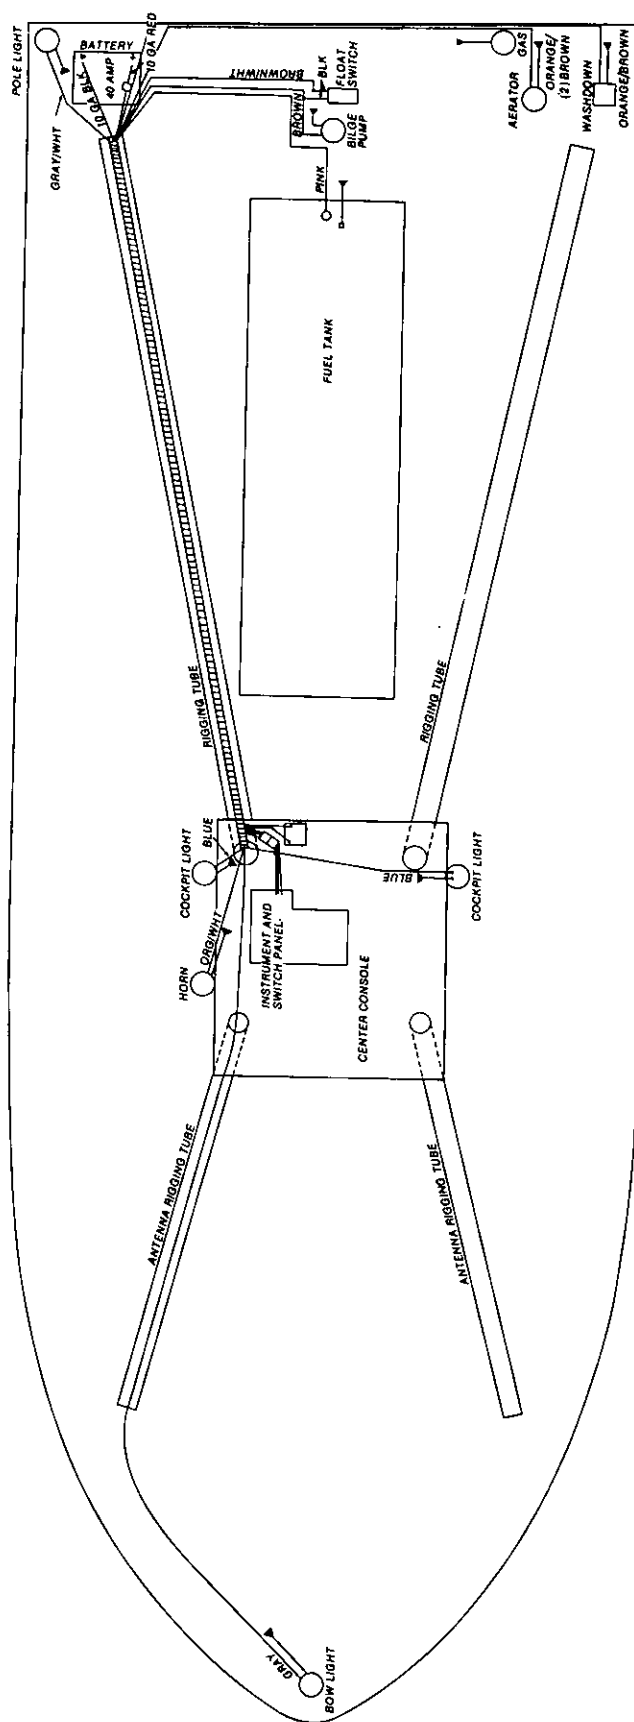 POLE LIGHT
BATTERY
10 GA BLK
40 AMP
10 GA RED
GRAY/WHT
BROWN/WHT
BLK
FLOAT
SWITCH
BROWN
BILGE
PUMP
PINK
GAS
AERATOR
ORANGE/
(2) BROWN
WASHDOWN
ORANGE/BROWN
FUEL TANK
RIGGING TUBE
RIGGING TUBE
BLUE
COCKPIT LIGHT
BLUE
COCKPIT LIGHT
ORG/WHT
HORN
INSTRUMENT AND
SWITCH PANEL
CENTER CONSOLE
ANTENNA RIGGING TUBE
ANTENNA RIGGING TUBE
GRAY
BOW LIGHT